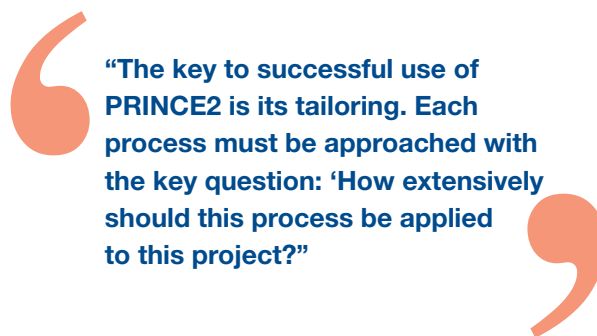 “The key to successful use of
PRINCE2 is its tailoring. Each
process must be approached with
the key question: ‘How extensively
should this process be applied
to this project?”